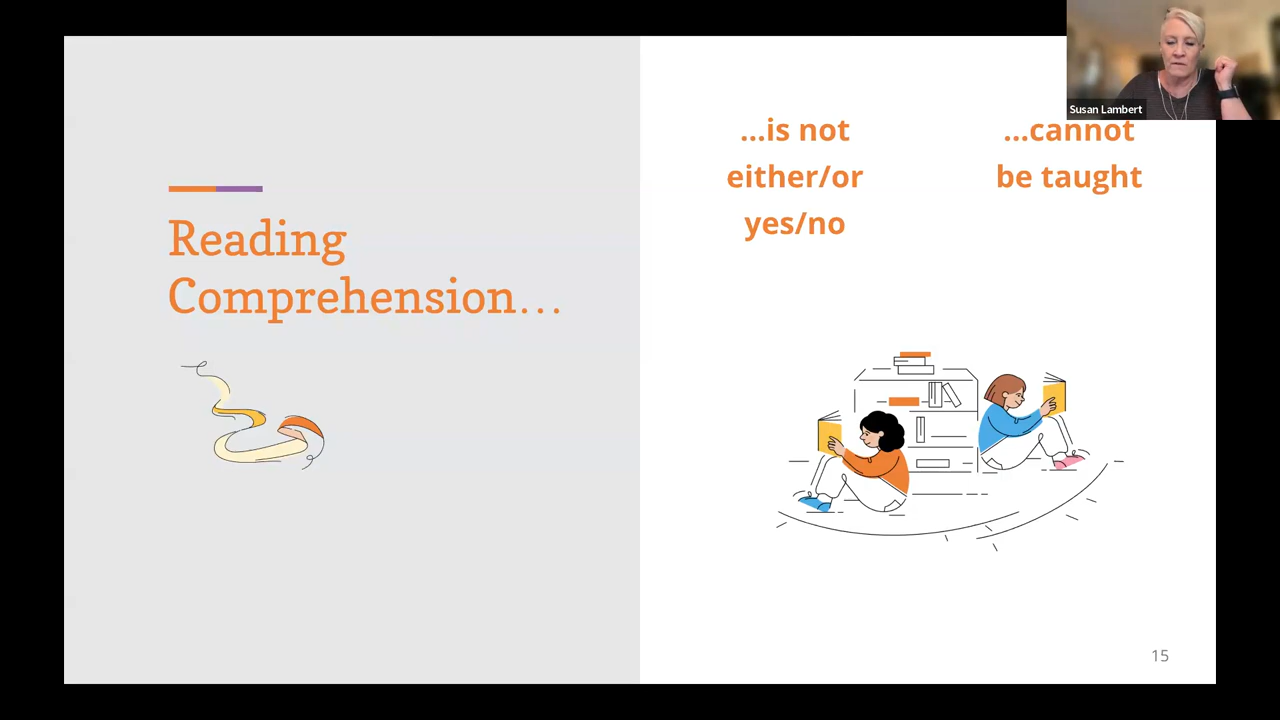 Susan Lambert
Reading
Comprehension...
...is not
either/or
yes/no
...cannot
be taught
15